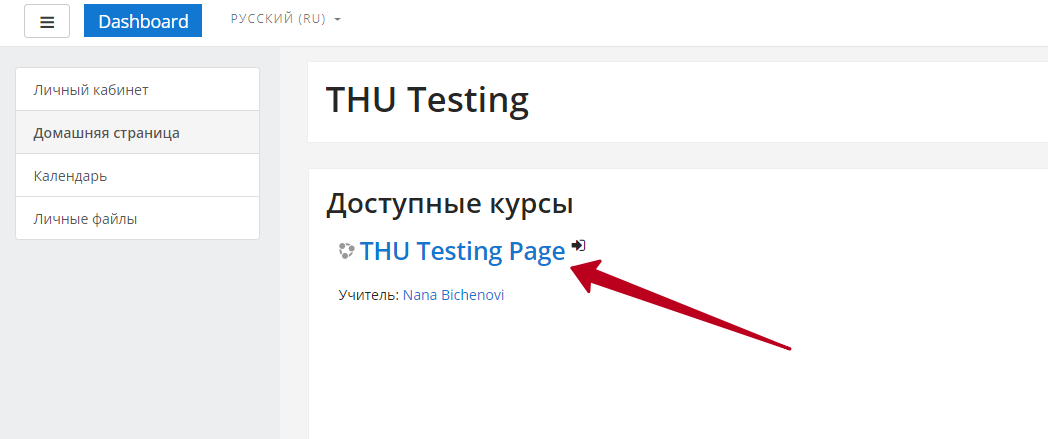 Dashboard
РУССКИЙ (RU)
Личный кабинет
Домашняя страница
Календарь
Личные файлы
THU Testing
Доступные курсы
THU Testing Page
Учитель: Nana Bichenovi